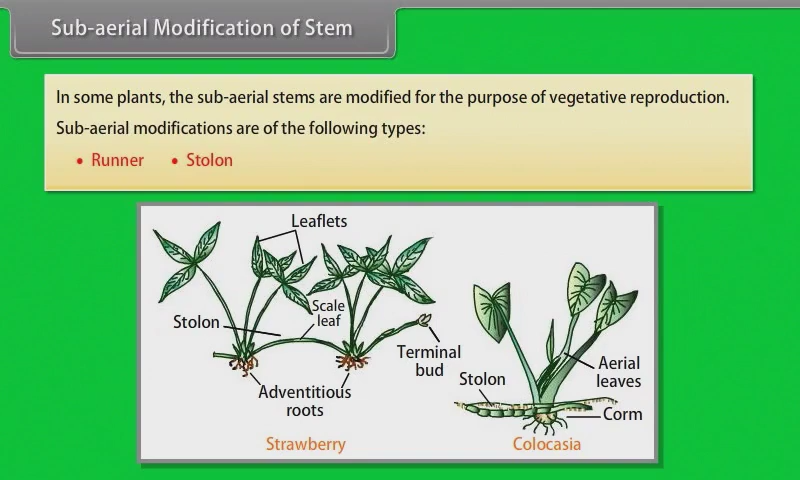 Sub-aerial Modification of Stem
In some plants, the sub-aerial stems are modified for the purpose of vegetative reproduction.
Sub-aerial modifications are of the following types:
• Runner • Stolon
Leaflets
Scale
leaf
Stolon
Terminal
bud
Adventitious
roots
Strawberry
Aerial
leaves
Stolon
Corm
Colocasia